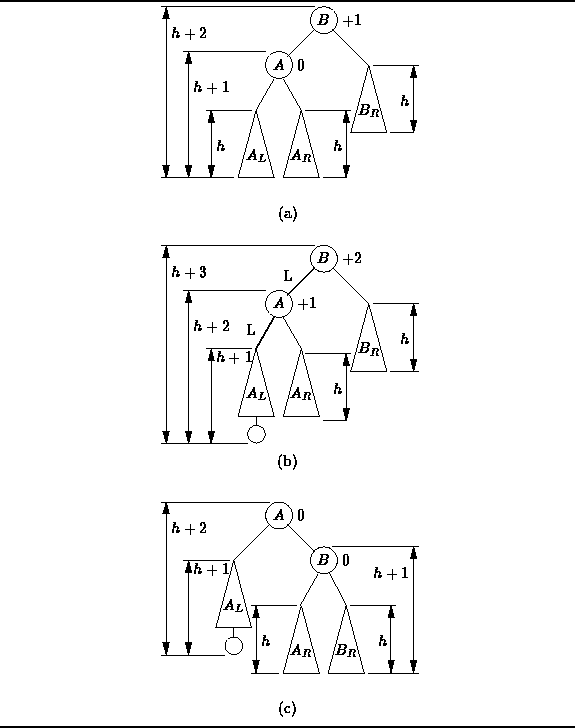 B +1
h + 2
A 0
h + 1
h
B_R
h
h
A_L A_R
(a)
B +2
h + 3
L
A +1
h + 2 L
h
h + 1
B_R
A_L A_R
h
(b)
A 0
h + 2
B 0
h + 1
h + 1
A_L
h h
A_R B_R
(c)